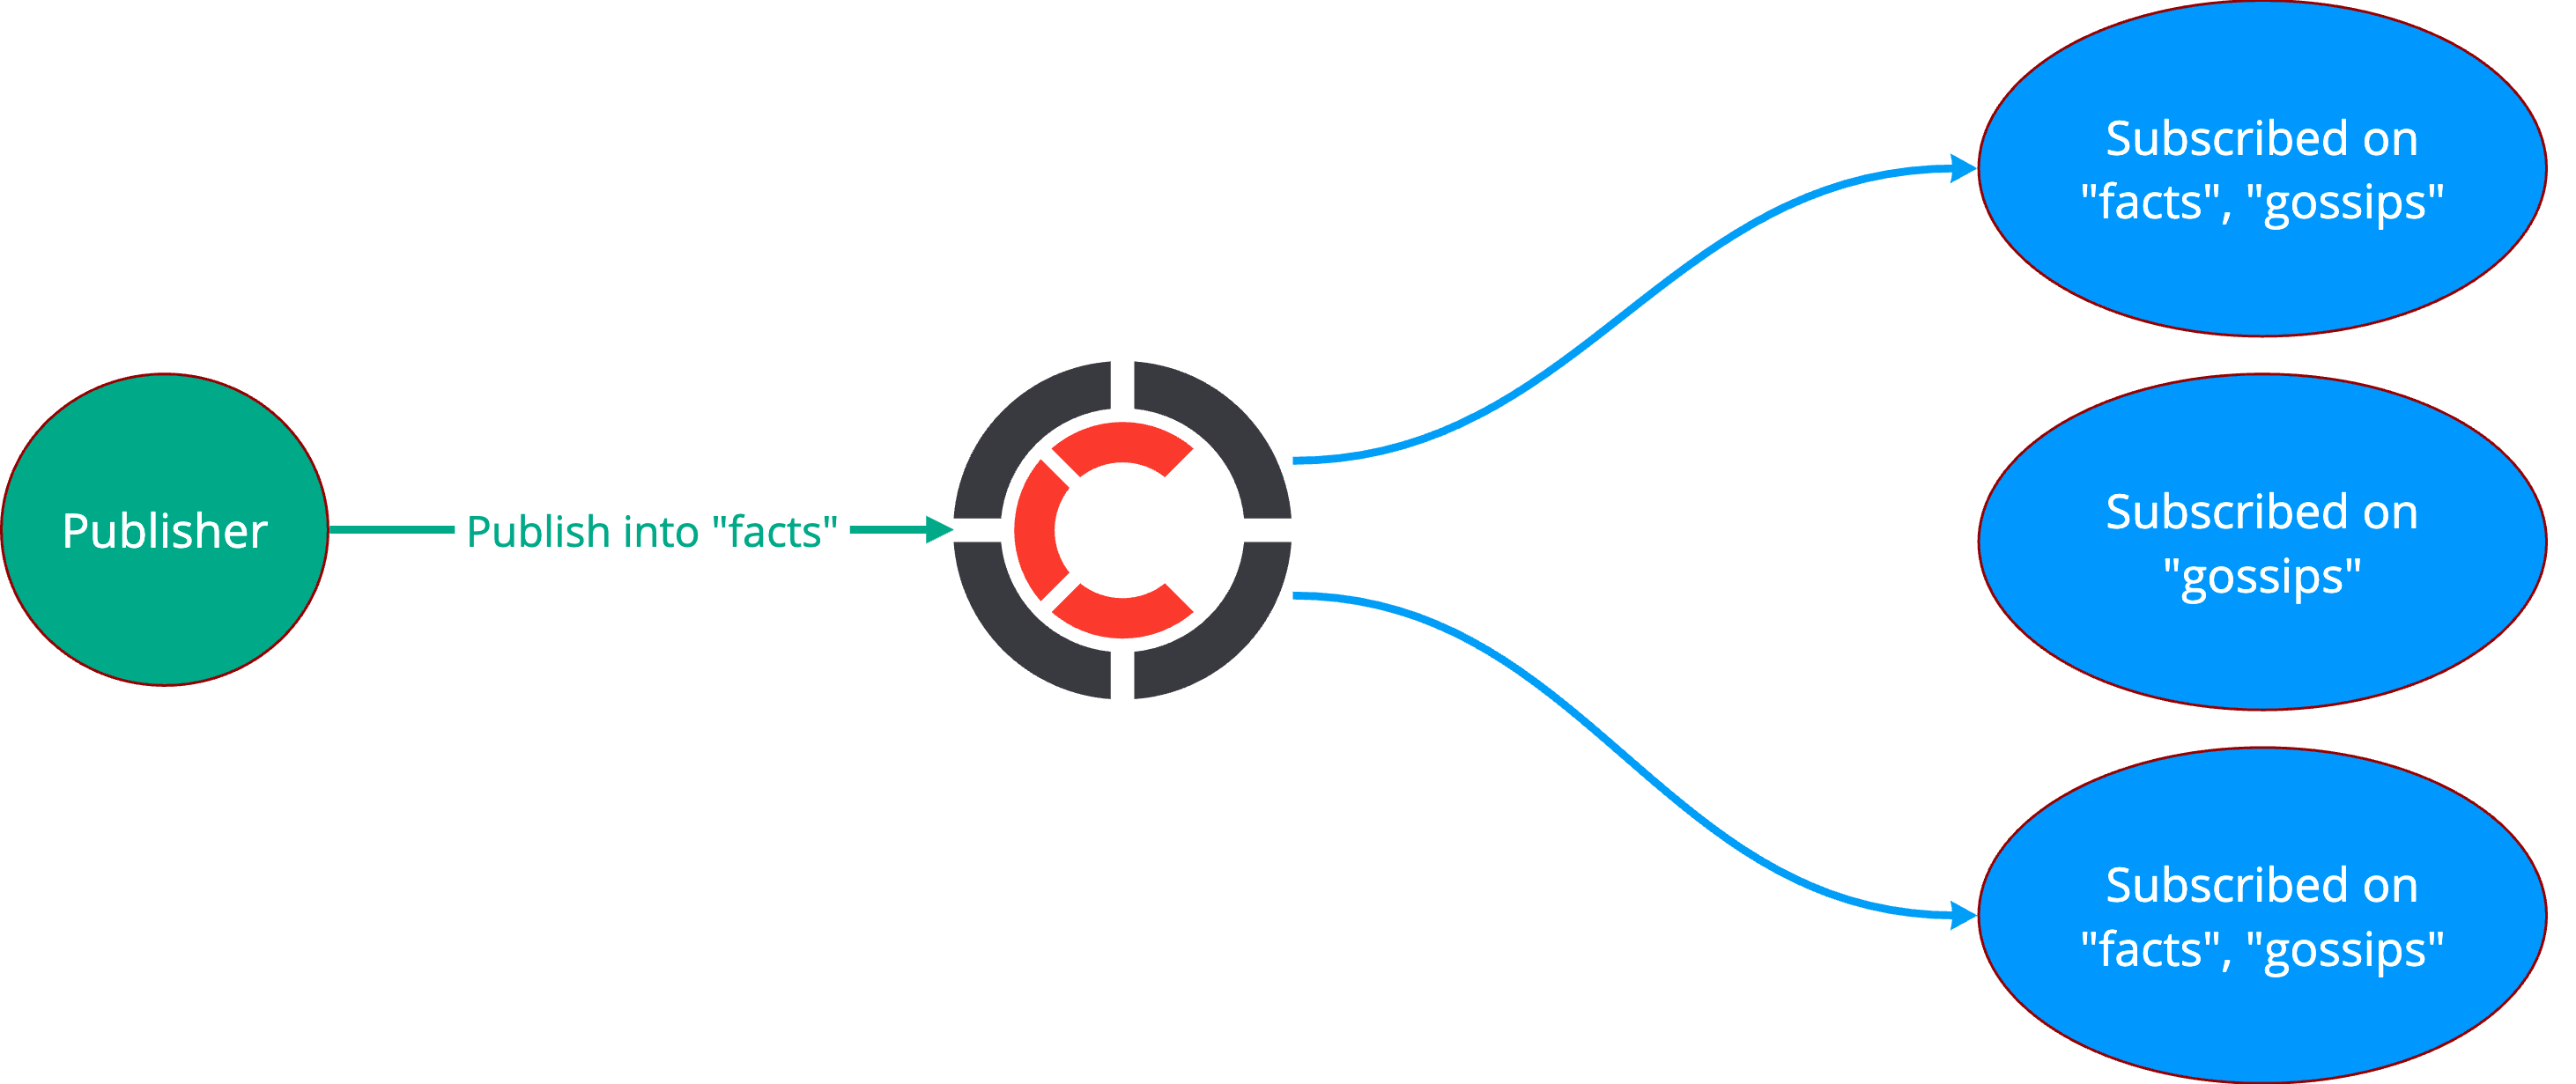 Publisher
Publish into "facts"
Subscribed on
"facts", "gossips"
Subscribed on
"gossips"
Subscribed on
"facts", "gossips"